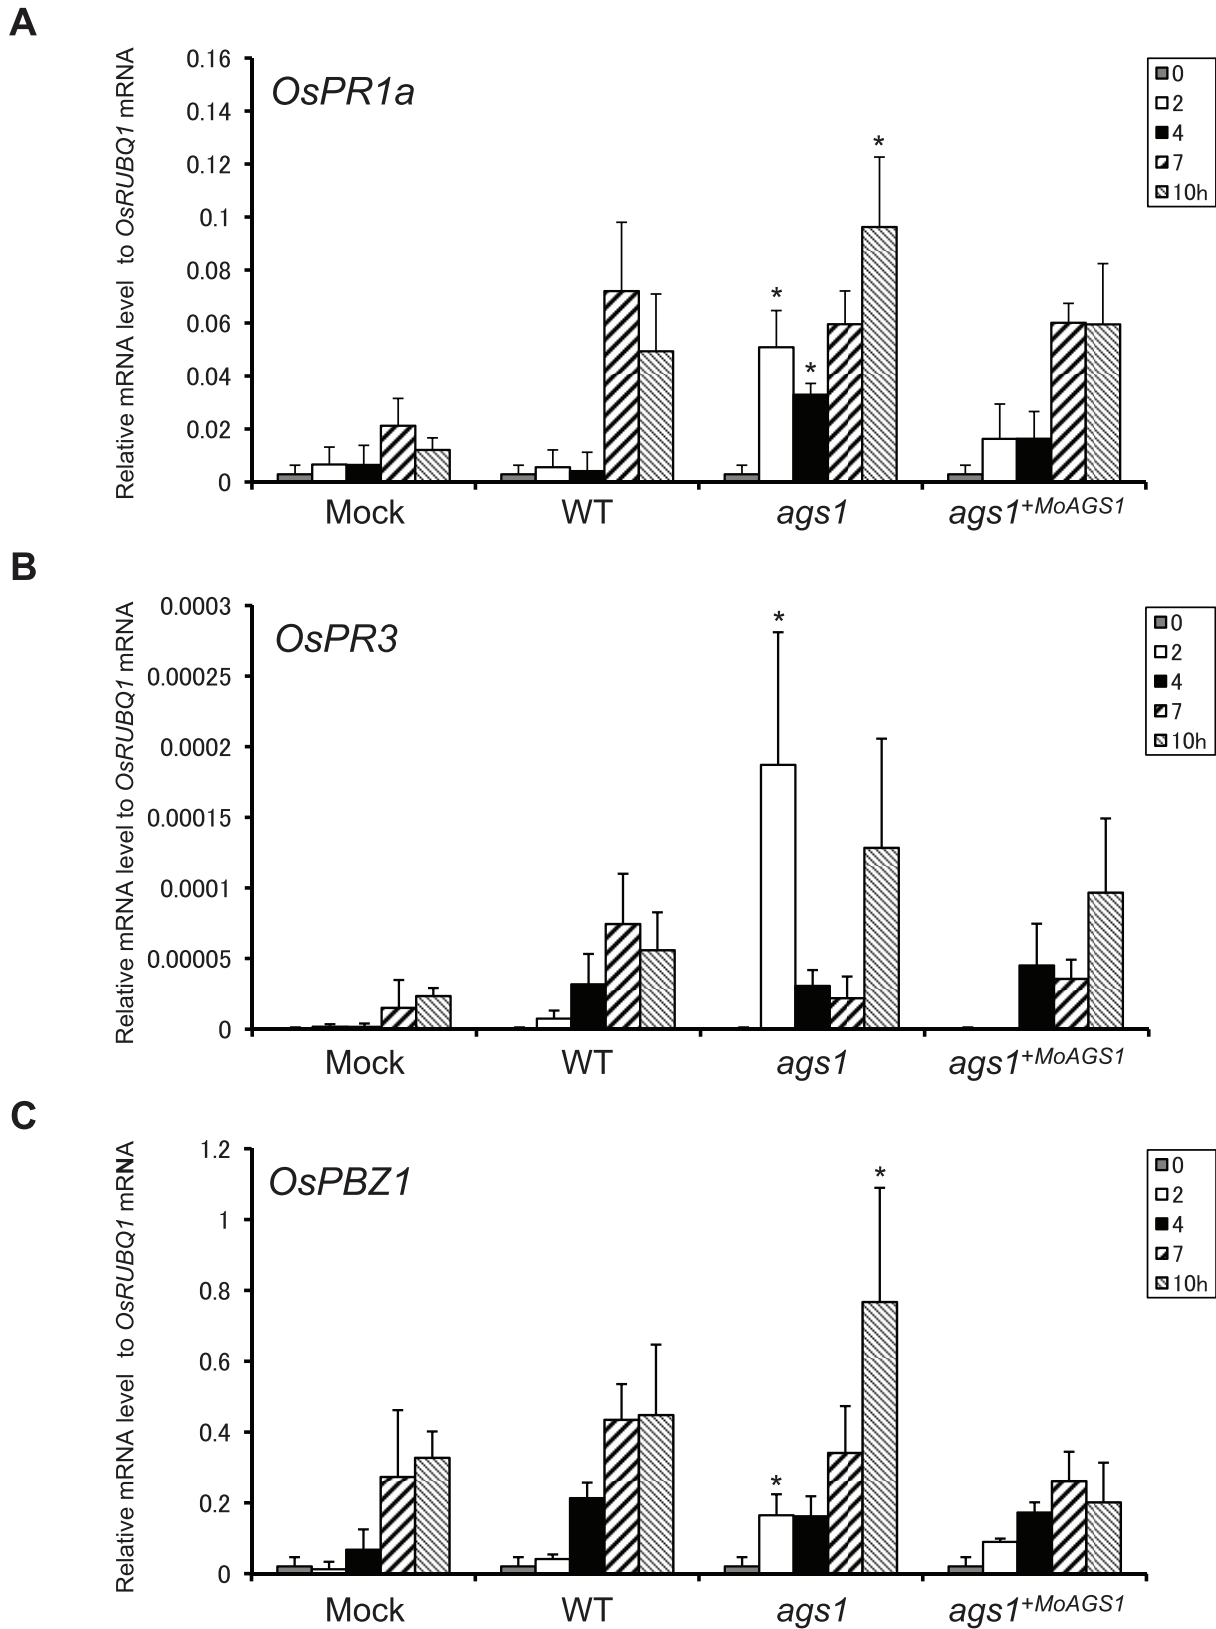 A
Relative mRNA level to OsRUBQ1 mRNA
0.16
0.14
0.12
0.1
0.08
0.06
0.04
0.02
0
OsPR1a
*
*
*
0
2
4
7
10h
Mock
WT
ags1
ags1+MoAGS1
B
Relative mRNA level to OsRUBQ1 mRNA
0.0003
0.00025
0.0002
0.00015
0.0001
0.00005
0
OsPR3
*
0
2
4
7
10h
Mock
WT
ags1
ags1+MoAGS1
C
Relative mRNA level to OsRUBQ1 mRNA
1.2
1
0.8
0.6
0.4
0.2
0
OsPBZ1
*
*
0
2
4
7
10h
Mock
WT
ags1
ags1+MoAGS1